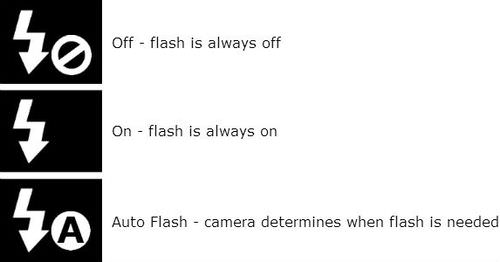 Off - flash is always off
On - flash is always on
A
Auto Flash - camera determines when flash is needed